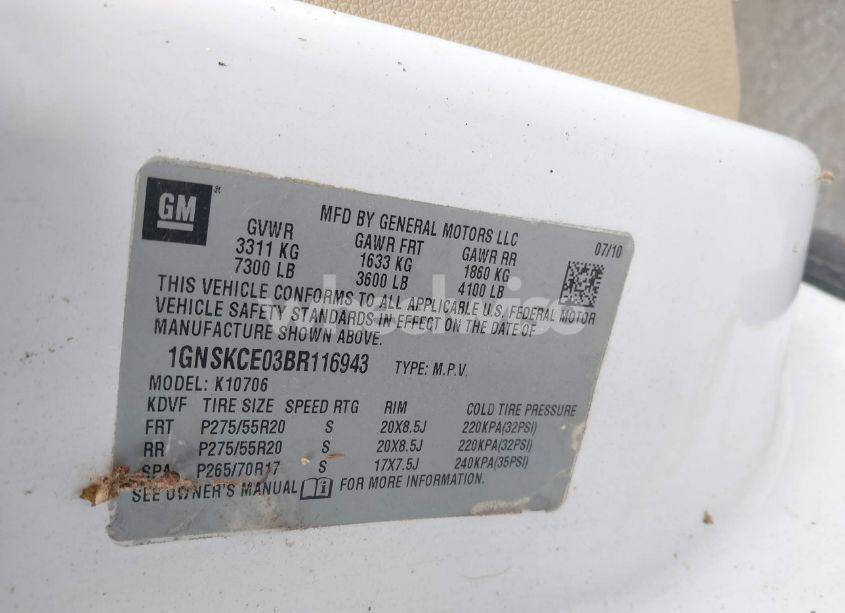 GM
MFD BY GENERAL MOTORS LLC
07/10
GVWR GAWR FRT GAWR RR
3311 KG 1633 KG 1860 KG
7300 LB 3600 LB 4100 LB
THIS VEHICLE CONFORMS TO ALL APPLICABLE U.S. FEDERAL MOTOR
VEHICLE SAFETY STANDARDS IN EFFECT ON THE DATE OF
MANUFACTURE SHOWN ABOVE.
1GNSKCE03BR116943 TYPE: M.P.V.
MODEL: K10706
KDVF TIRE SIZE SPEED RTG RIM COLD TIRE PRESSURE
FRT P275/55R20 S 20X8.5J 220KPA(32PSI)
RR P275/55R20 S 20X8.5J 220KPA(32PSI)
SPA P265/70R17 S 17X7.5J 240KPA(35PSI)
SEE OWNER'S MANUAL FOR MORE INFORMATION.